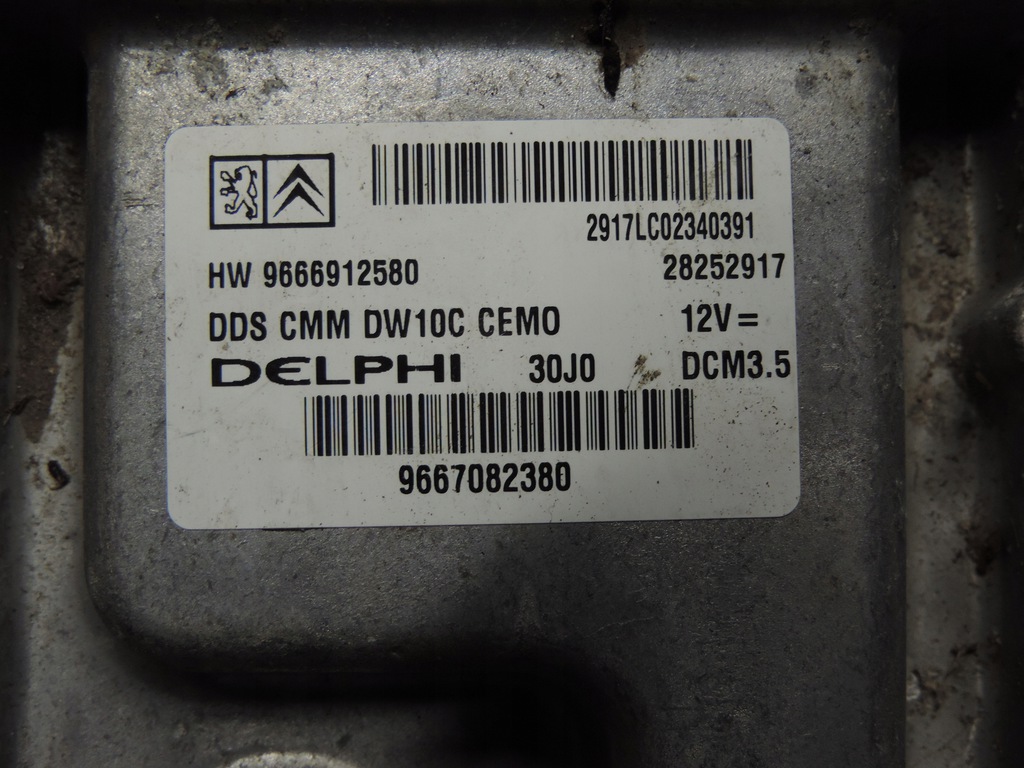 2917LC02340391
HW 9666912580 28252917
DDS CMM DW10C CEMO 12V=
DELPHI 30J0 DCM3.5
9667082380